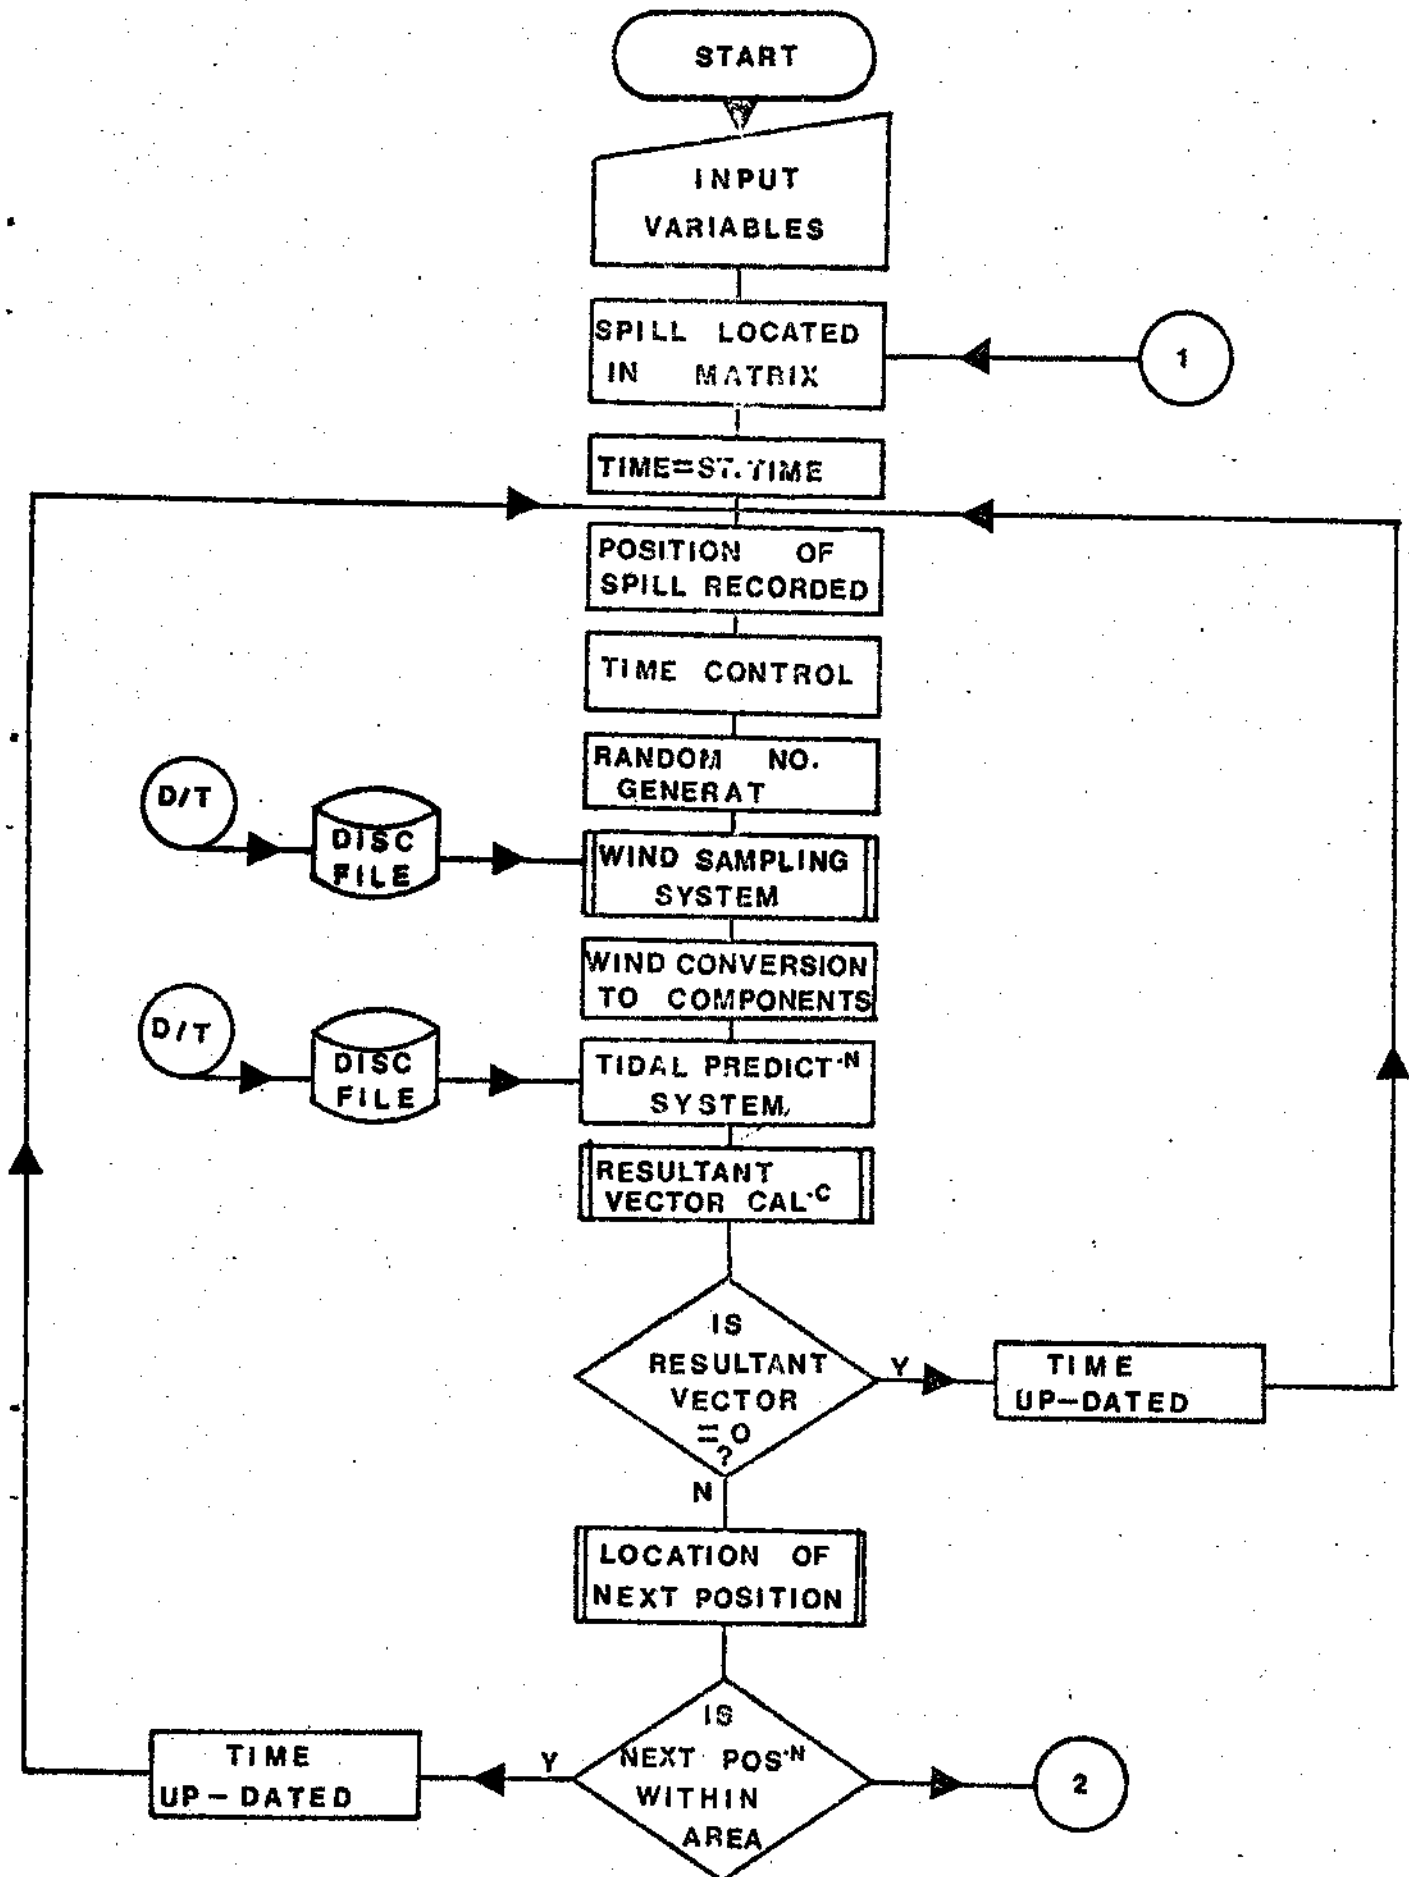 START
INPUT
VARIABLES
SPILL LOCATED
IN MATRIX
1
TIME=ST.TIME
POSITION OF
SPILL RECORDED
TIME CONTROL
RANDOM NO.
GENERAT
D/T
DISC
FILE
WIND SAMPLING
SYSTEM
WIND CONVERSION
TO COMPONENTS
D/T
DISC
FILE
TIDAL PREDICT.N
SYSTEM
RESULTANT
VECTOR CAL.C
IS
RESULTANT
VECTOR
=0
?
Y
TIME
UP-DATED
N
LOCATION OF
NEXT POSITION
IS
NEXT POS.N
WITHIN
AREA
Y
TIME
UP-DATED
2